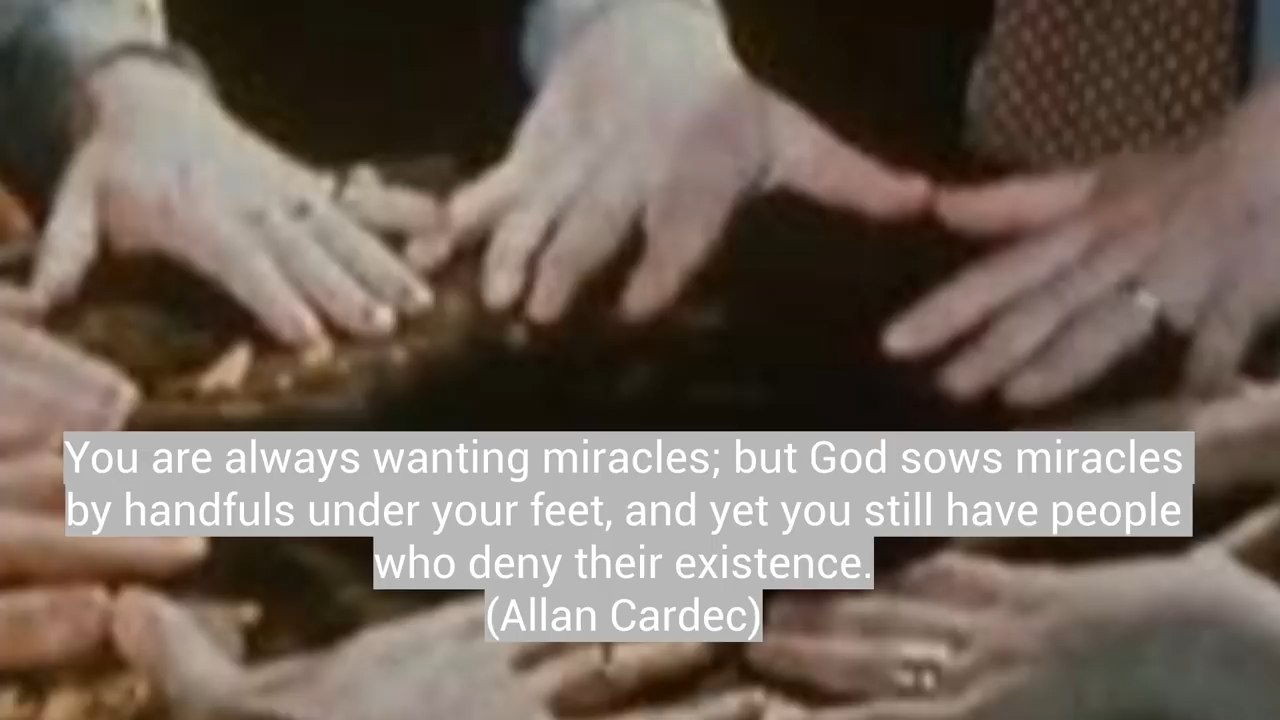 You are always wanting miracles; but God sows miracles
by handfuls under your feet, and yet you still have people
who deny their existence.
(Allan Cardec)